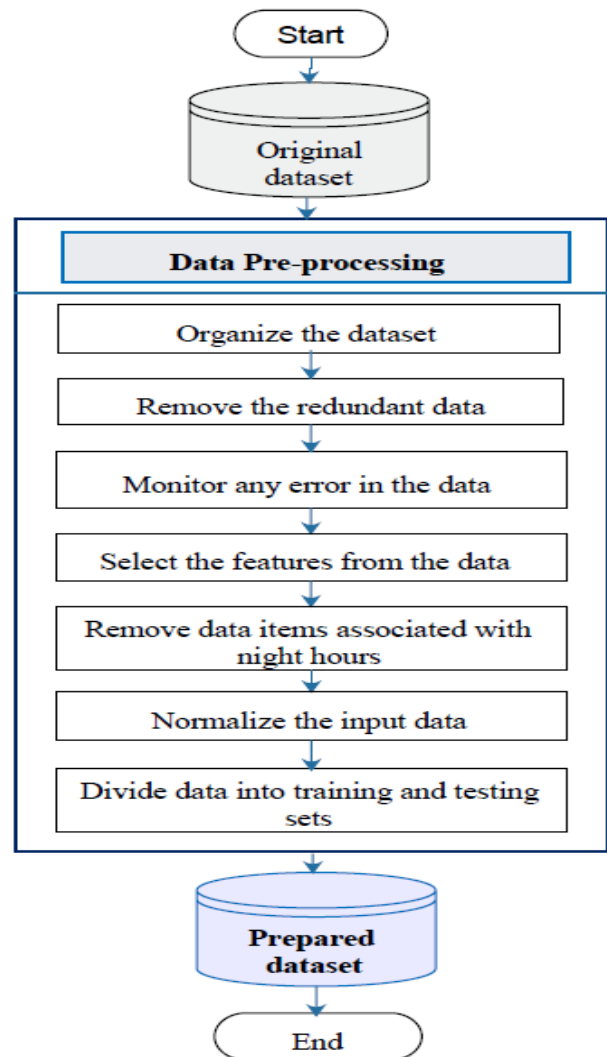 Start
Original
dataset
Data Pre-processing
Organize the dataset
Remove the redundant data
Monitor any error in the data
Select the features from the data
Remove data items associated with
night hours
Normalize the input data
Divide data into training and testing
sets
Prepared
dataset
End